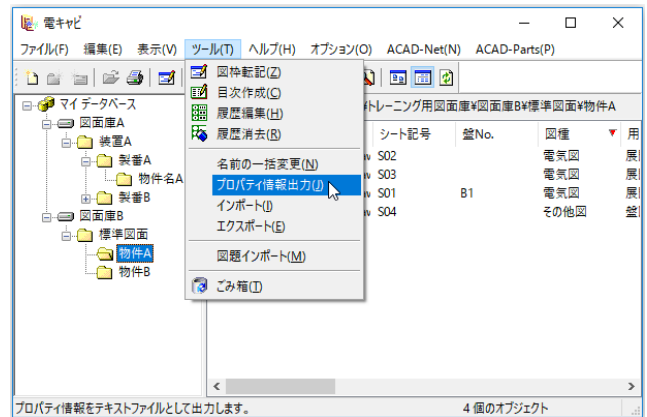 電キャビ
ファイル(F) 編集(E) 表示(V) ツール(T) ヘルプ(H) オプション(O) ACAD-Net(N) ACAD-Parts(P)
図枠転記(Z)
目次作成(C)
履歴編集(H)
履歴消去(R)
名前の一括変更(N)
プロパティ情報出力(J)
インポート(I)
エクスポート(E)
図題インポート(M)
ごみ箱(T)
マイ データベース
図面庫A
装置A
製番A
物件名A
製番B
図面庫B
標準図面
物件A
物件B
トレーニング用図面庫¥図面庫B¥標準図面¥物件A
シート記号 盤No. 図種 用
S02 電気図 展
S03 電気図 展
S01 B1 電気図 展
S04 その他図 盤
プロパティ情報をテキストファイルとして出力します。 4 個のオブジェクト